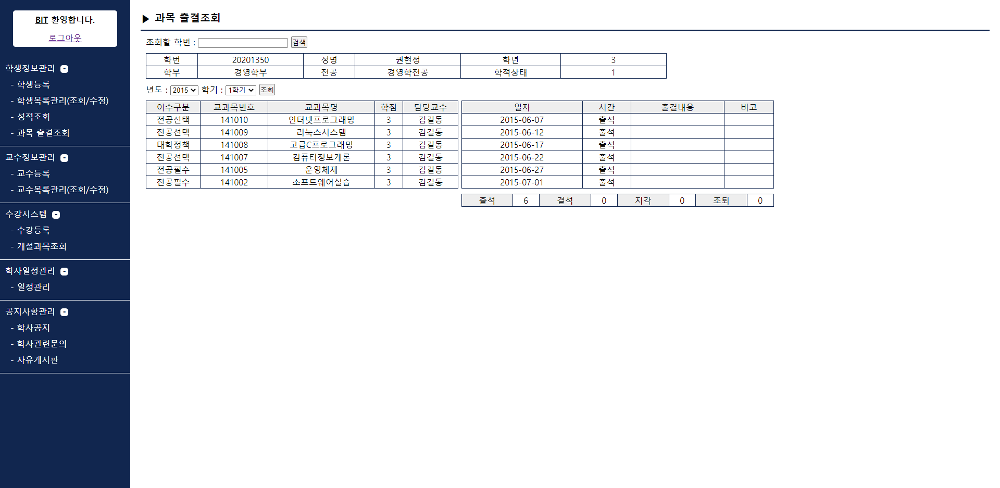 BIT 환영합니다.
로그아웃
학생정보관리 -
- 학생등록
- 학생목록관리(조회/수정)
- 성적조회
- 과목 출결조회
교수정보관리 -
- 교수등록
- 교수목록관리(조회/수정)
수강시스템 -
- 수강등록
- 개설과목조회
학사일정관리 -
- 일정관리
공지사항관리 -
- 학사공지
- 학사관련문의
- 자유게시판
▶ 과목 출결조회
조회할 학번 : 검색
학번 20201350 성명 권현정 학년 3
학부 경영학부 전공 경영학전공 학적상태 1
년도 : 2015 학기 : 1학기 조회
이수구분 교과목번호 교과목명 학점 담당교수
전공선택 141010 인터넷프로그래밍 3 김길동
전공선택 141009 리눅스시스템 3 김길동
대학정책 141008 고급C프로그래밍 3 김길동
전공선택 141007 컴퓨터정보개론 3 김길동
전공필수 141005 운영체제 3 김길동
전공필수 141002 소프트웨어실습 3 김길동
일자 시간 출결내용 비고
2015-06-07 출석
2015-06-12 출석
2015-06-17 출석
2015-06-22 출석
2015-06-27 출석
2015-07-01 출석
출석 6 결석 0 지각 0 조퇴 0